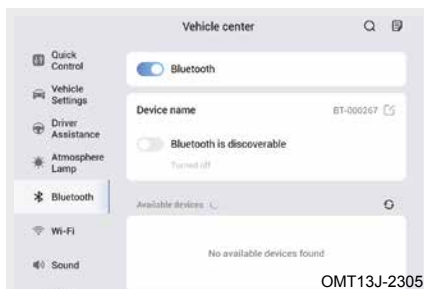 Vehicle center
Quick
Control
Vehicle
Settings
Driver
Assistance
Atmosphere
Lamp
Bluetooth
Wi-Fi
Sound
Bluetooth
Device name
BT-000267
Bluetooth is discoverable
Turned off
Available devices
No available devices found
OMT13J-2305